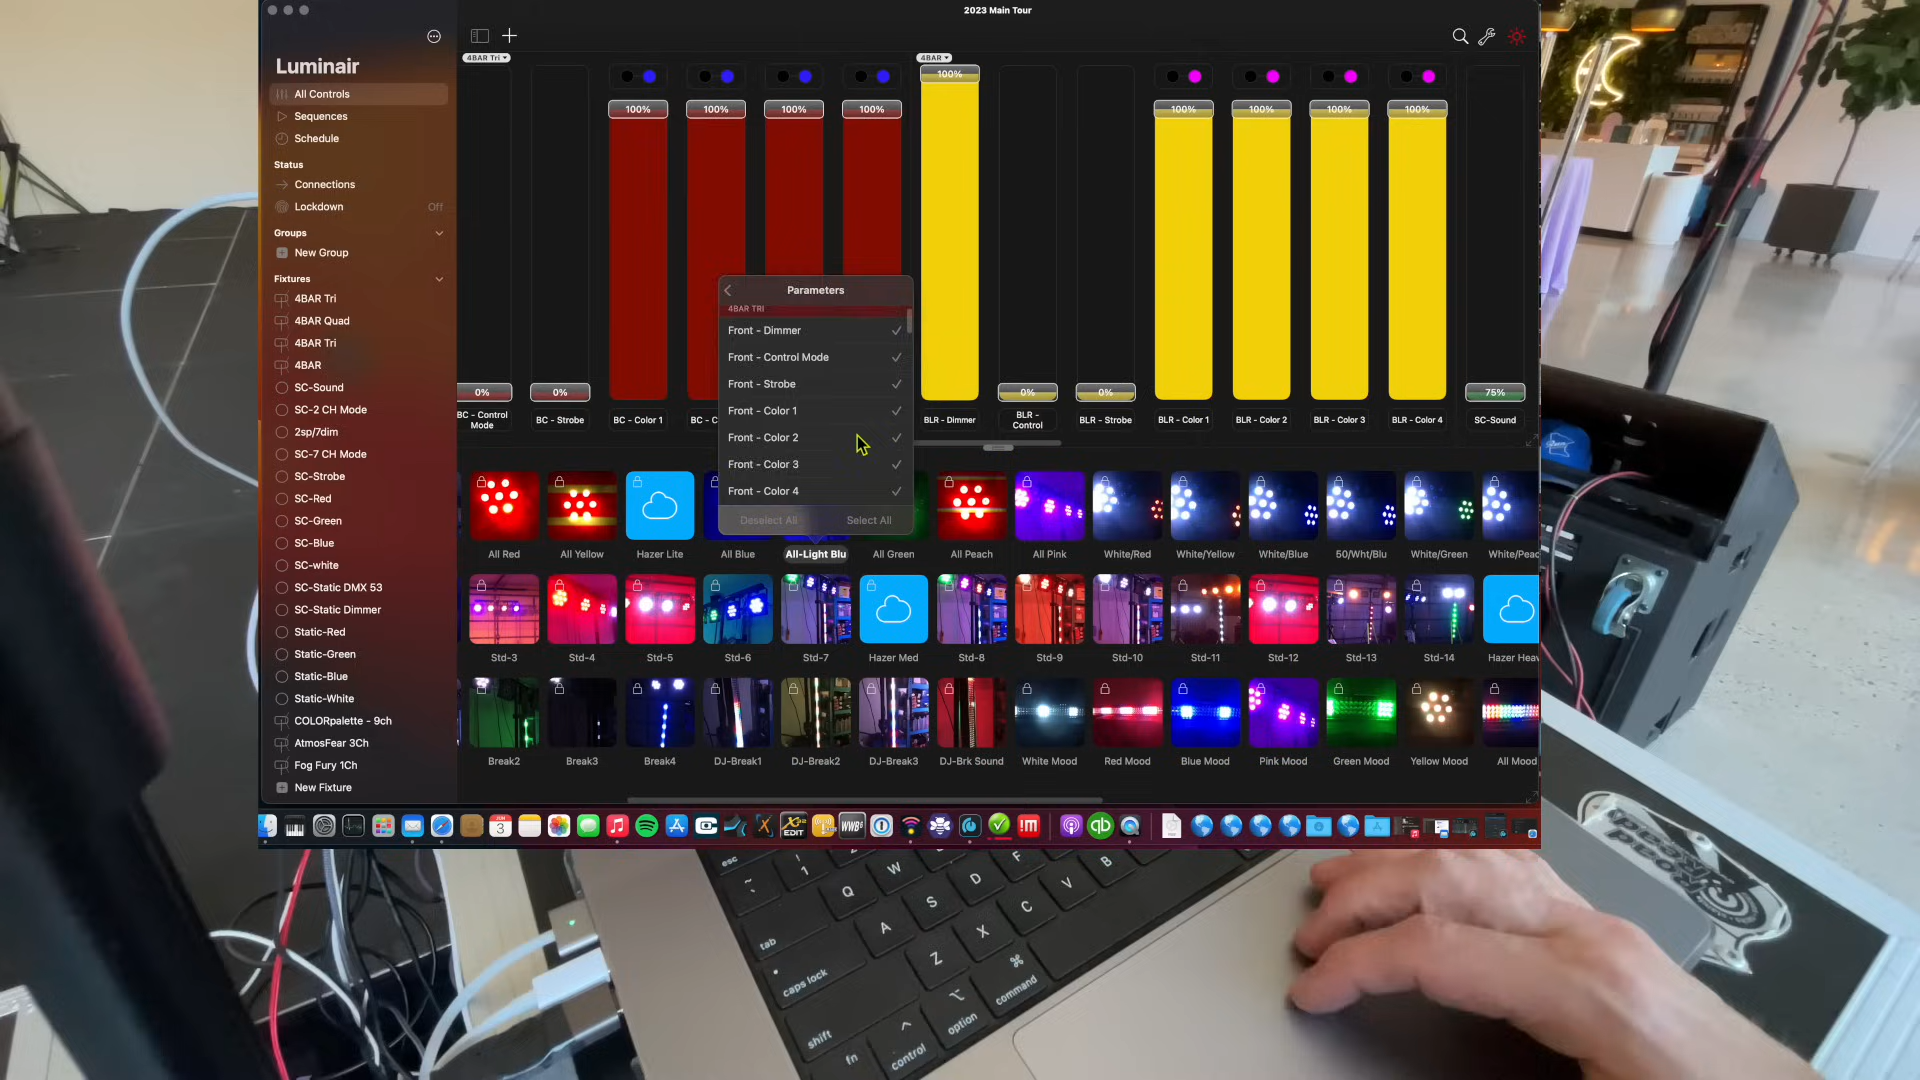 2023 Main Tour
Luminair
All Controls
Sequences
Schedule
Status
Connections
Lockdown
Off
Groups
New Group
Fixtures
4BAR Tri
4BAR Quad
4BAR Tri
4BAR
SC-Sound
SC-2 CH Mode
2sp/7dim
SC-7 CH Mode
SC-Strobe
SC-Red
SC-Green
SC-Blue
SC-white
SC-Static DMX 53
SC-Static Dimmer
Static-Red
Static-Green
Static-Blue
Static-White
COLORpalette - 9ch
AtmosFear 3Ch
Fog Fury 1Ch
New Fixture
4BAR Tri
4BAR
100% 100% 100% 100% 100% 100% 100% 100% 100%
0% 0% 0% 0% 75%
BC - Control Mode
BC - Strobe
BC - Color 1
BC - C
BLR - Dimmer
BLR - Control
BLR - Strobe
BLR - Color 1
BLR - Color 2
BLR - Color 3
BLR - Color 4
SC-Sound
Parameters
4BAR TRI
Front - Dimmer
Front - Control Mode
Front - Strobe
Front - Color 1
Front - Color 2
Front - Color 3
Front - Color 4
Deselect All
Select All
All Red
All Yellow
Hazer Lite
All Blue
All-Light Blu
All Green
All Peach
All Pink
White/Red
White/Yellow
White/Blue
50/Wht/Blu
White/Green
White/Peac
Std-3
Std-4
Std-5
Std-6
Std-7
Hazer Med
Std-8
Std-9
Std-10
Std-11
Std-12
Std-13
Std-14
Hazer Heav
Break2
Break3
Break4
DJ-Break1
DJ-Break2
DJ-Break3
DJ-Brk Sound
White Mood
Red Mood
Blue Mood
Pink Mood
Green Mood
Yellow Mood
All Mood
JUN
3
EDIT
WWB6
qb
esc
~
1
Q
W
E
F
R
B
tab
A
S
D
C
V
caps lock
Z
X
shift
fn
control
option
command